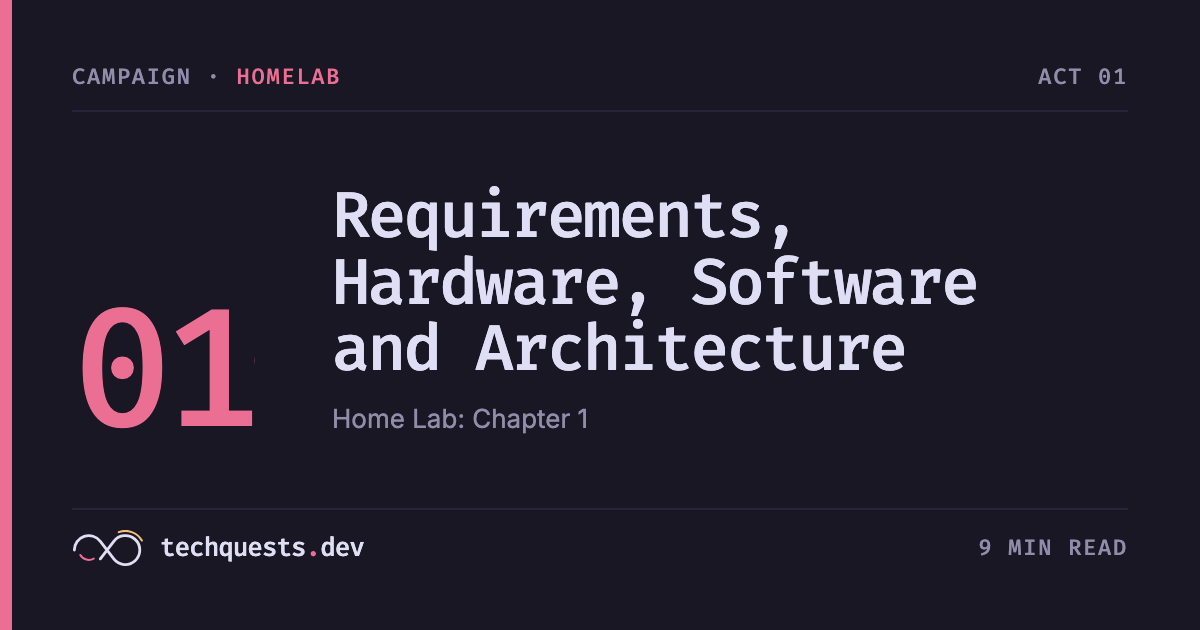 CAMPAIGN · HOMELAB
ACT 01
01
Requirements,
Hardware, Software
and Architecture
Home Lab: Chapter 1
techquests.dev
9 MIN READ